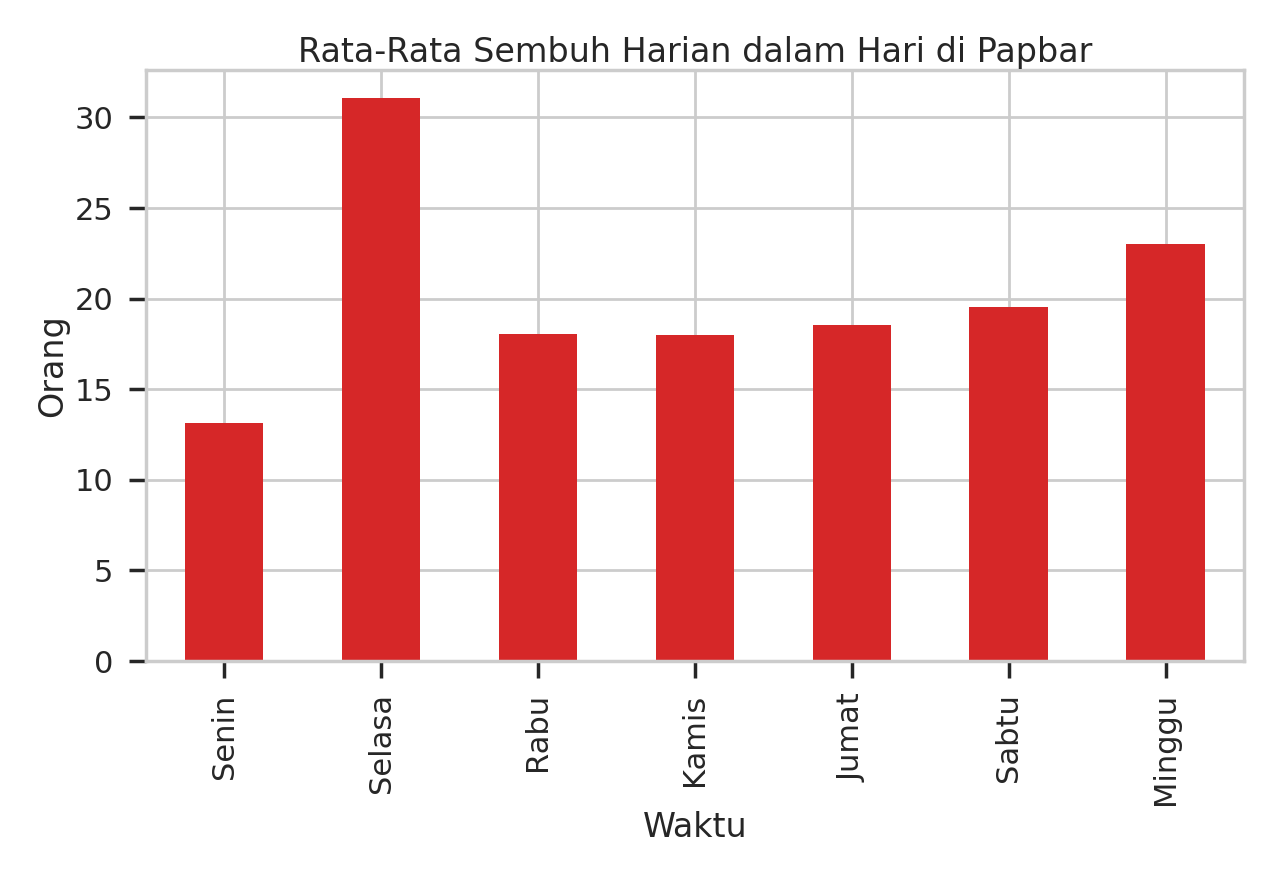 Rata-Rata Sembuh Harian dalam Hari di Papbar
30
25
20
15
10
5
0
Orang
Senin
Selasa
Rabu
Kamis
Jumat
Sabtu
Minggu
Waktu